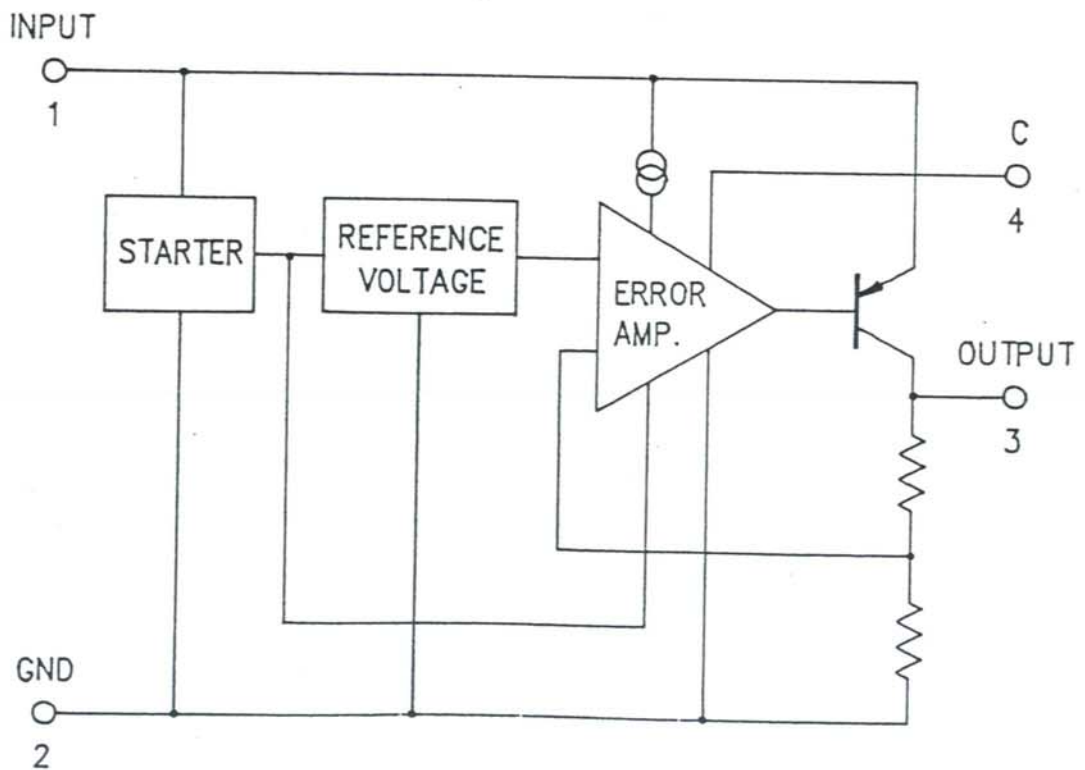 INPUT
1
C
4
STARTER
REFERENCE
VOLTAGE
ERROR
AMP.
OUTPUT
3
GND
2